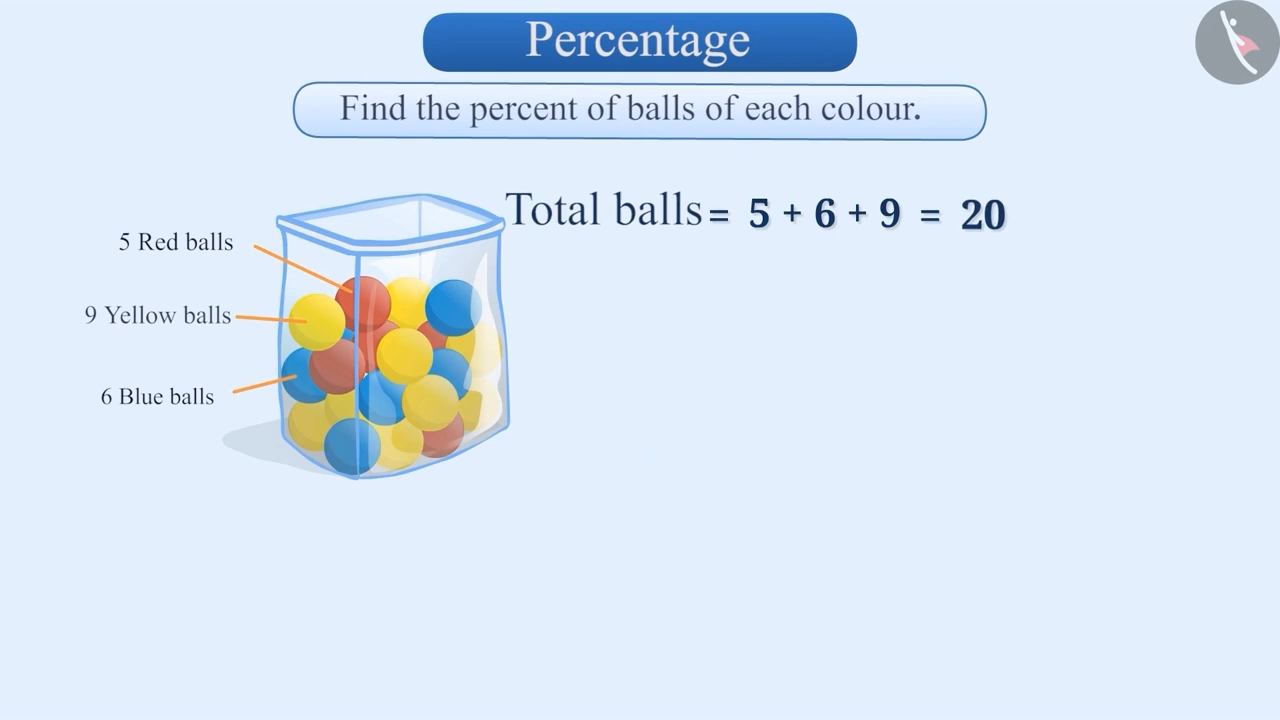 Percentage
Find the percent of balls of each colour.
Total balls = 5 + 6 + 9 = 20
5 Red balls
9 Yellow balls
6 Blue balls